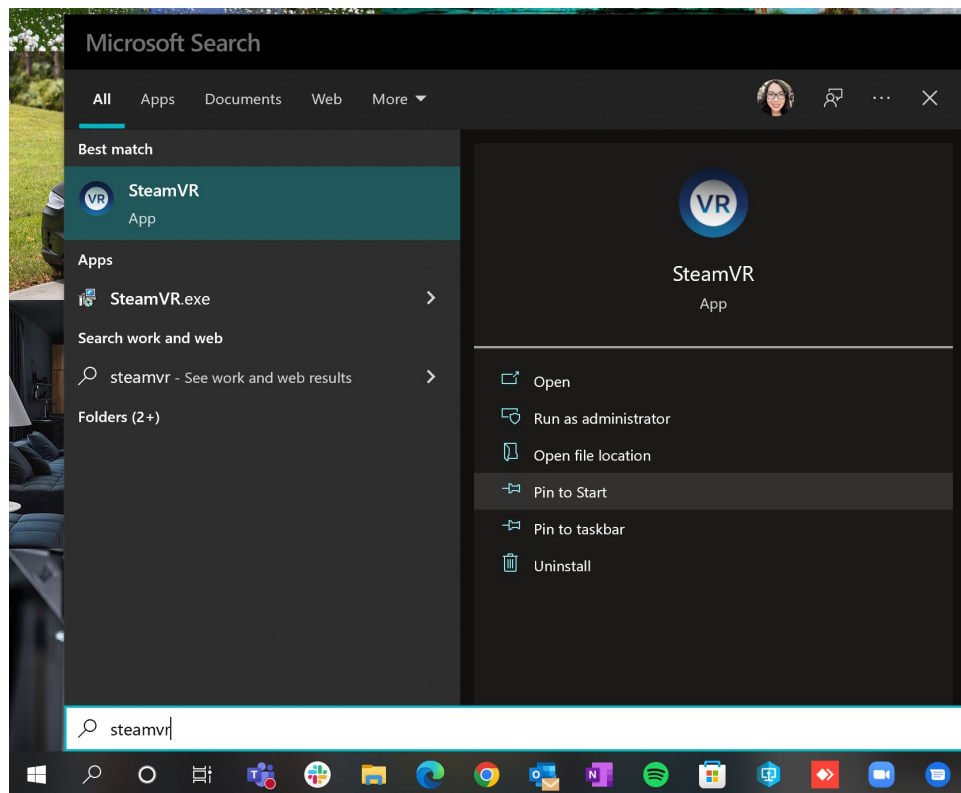 Microsoft Search
All Apps Documents Web More
Best match
SteamVR
App
Apps
SteamVR.exe
Search work and web
steamvr - See work and web results
Folders (2+)
VR
VR
SteamVR
App
Open
Run as administrator
Open file location
Pin to Start
Pin to taskbar
Uninstall
steamvr